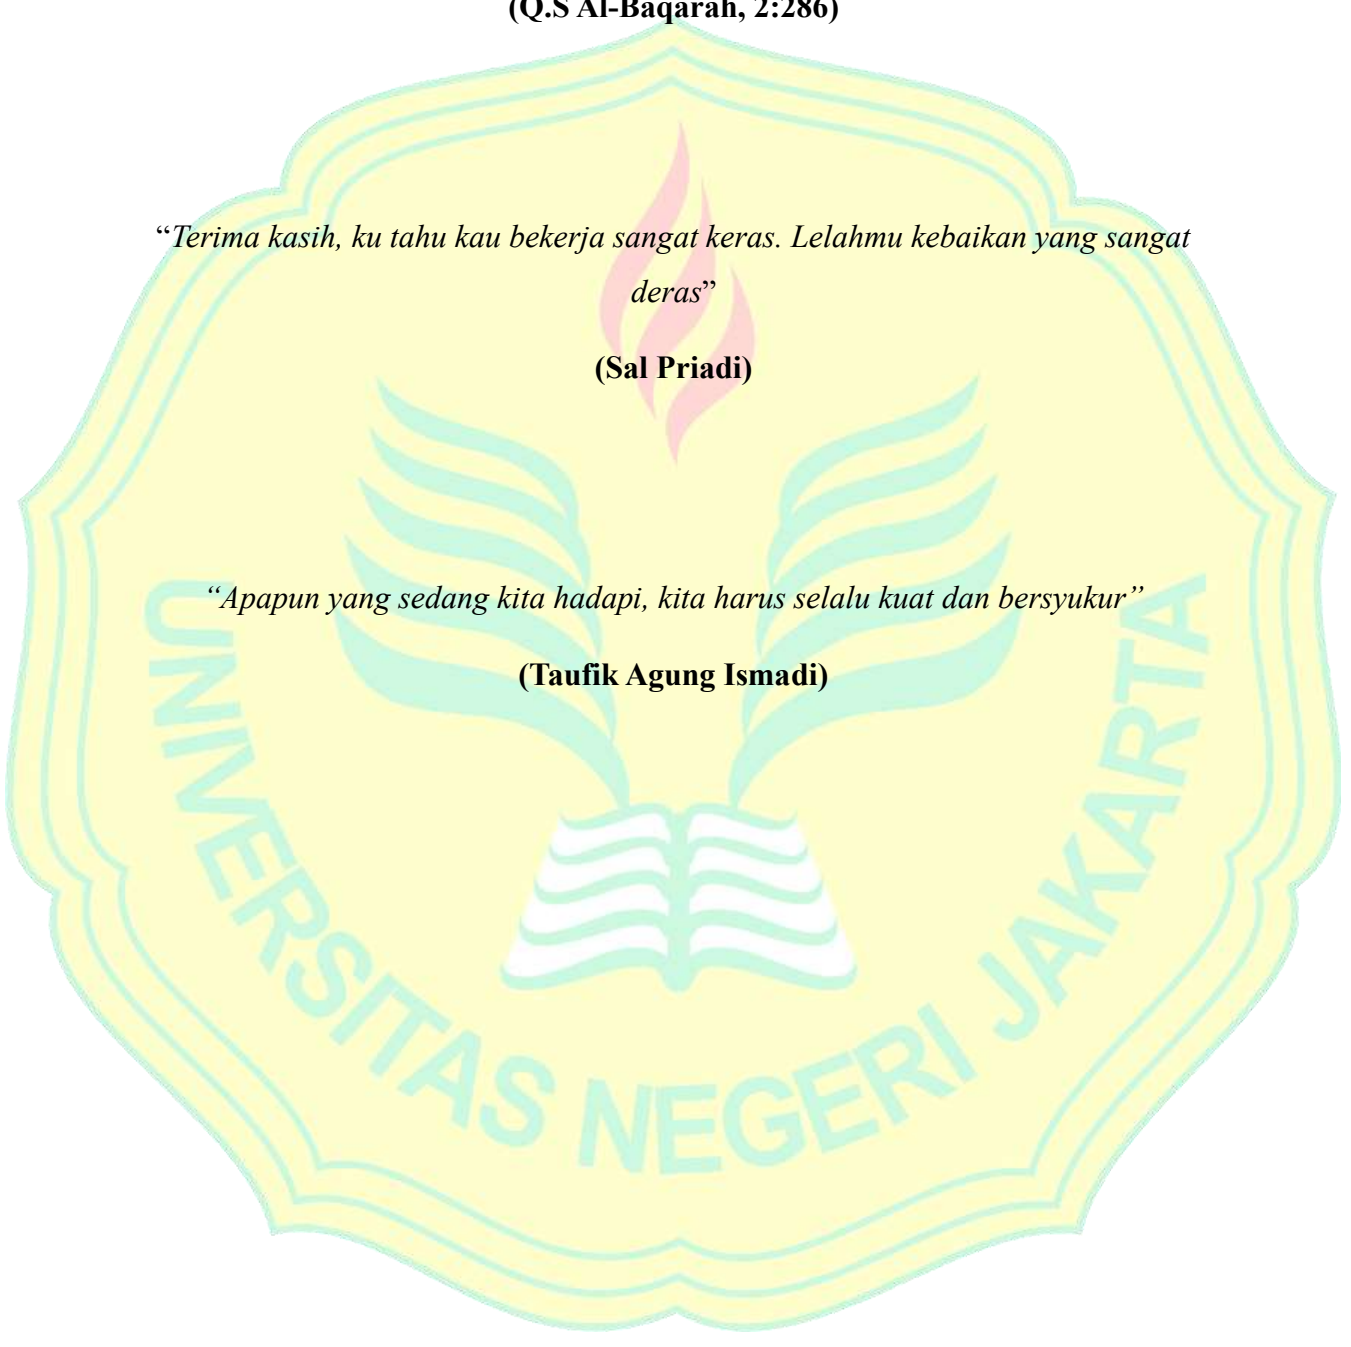 (Q.S Al-Baqarah, 2:286)
“Terima kasih, ku tahu kau bekerja sangat keras. Lelahmu kebaikan yang sangat
deras”
(Sal Priadi)
“Apapun yang sedang kita hadapi, kita harus selalu kuat dan bersyukur”
(Taufik Agung Ismadi)
UNIVERSITAS NEGERI JAKARTA